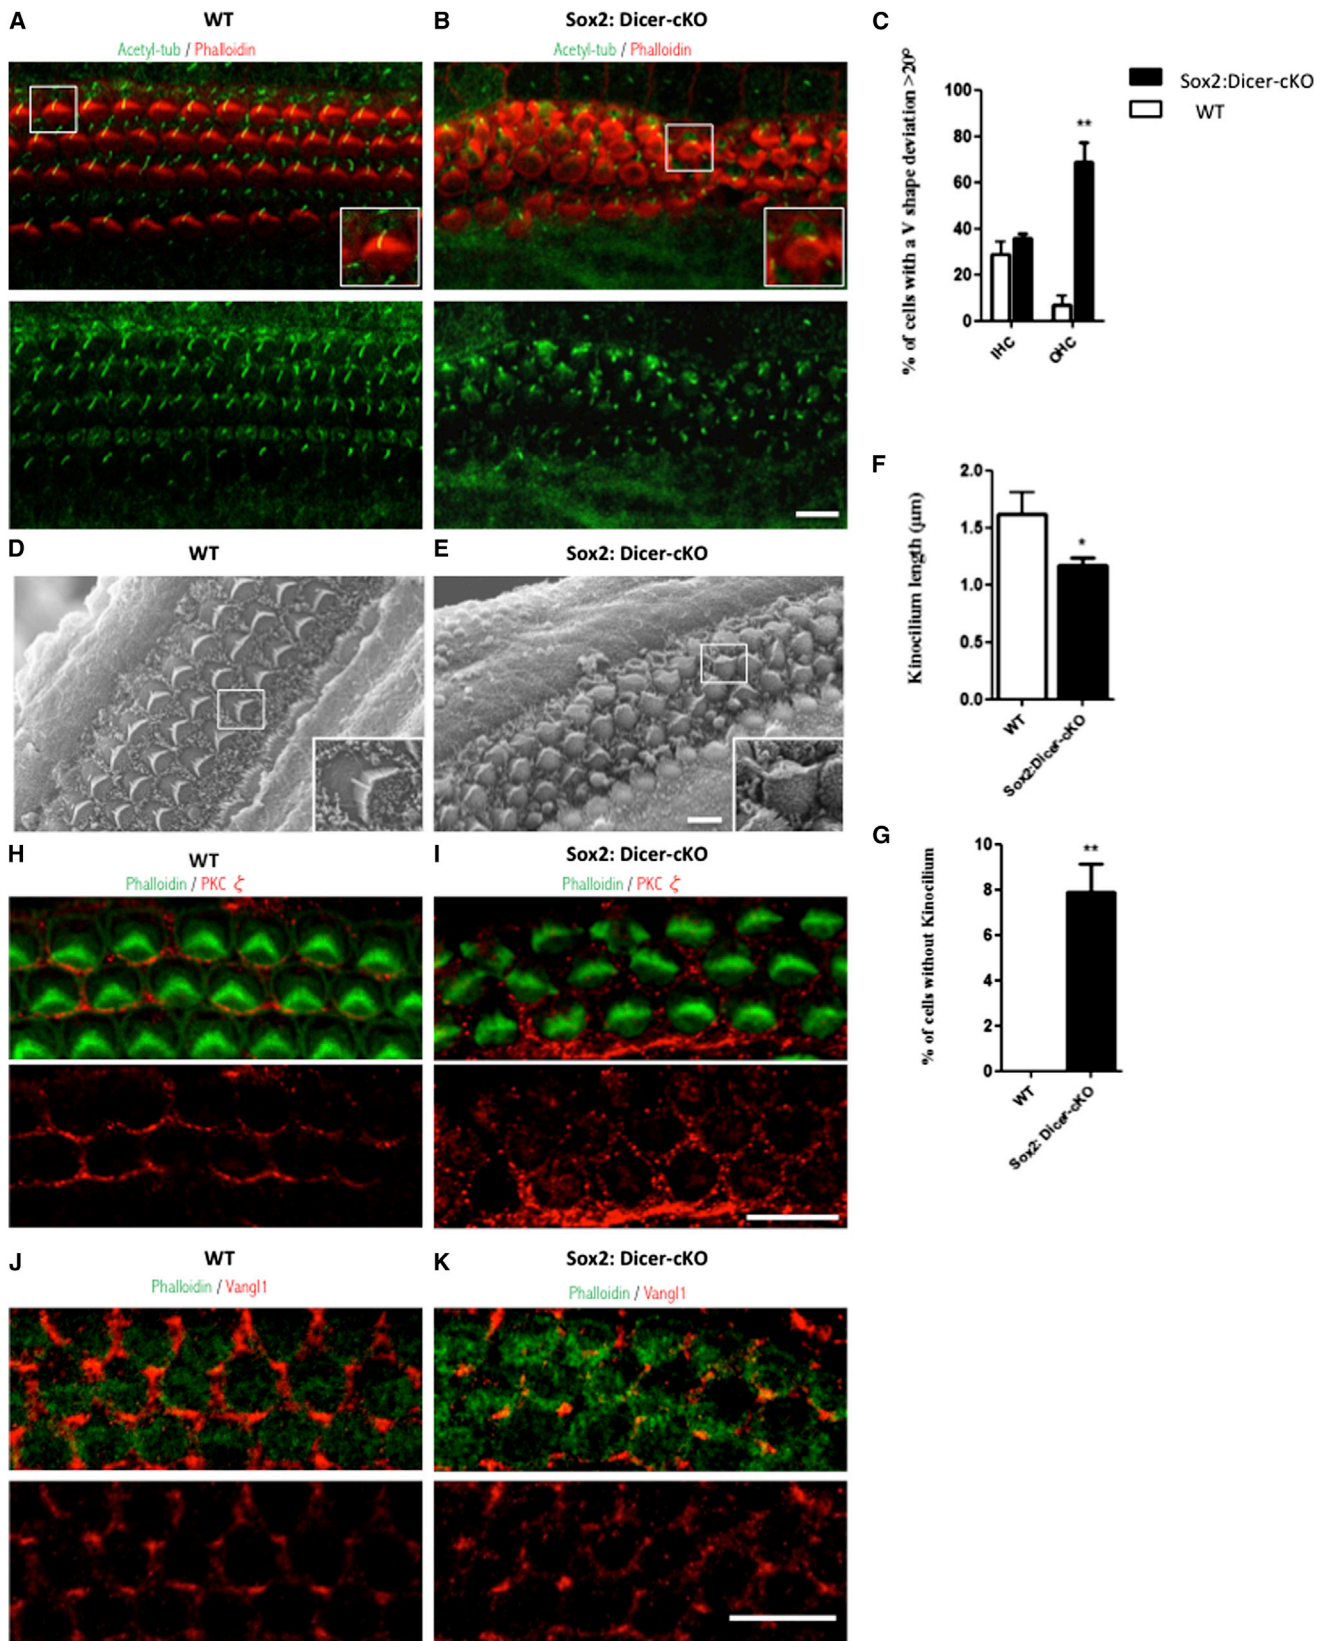 A
WT
Acetyl-tub / Phalloidin
B
Sox2: Dicer-cKO
Acetyl-tub / Phalloidin
C
% of cells with a V shape deviation >20º
100
80
60
40
20
0
**
IHC
OHC
Sox2:Dicer-cKO
WT
D
WT
E
Sox2: Dicer-cKO
F
Kinocilium length (µm)
2.0
1.5
1.0
0.5
0.0
*
WT
Sox2:Dicer-cKO
G
% of cells without Kinocilium
10
8
6
4
2
0
**
WT
Sox2: Dicer-cKO
H
WT
Phalloidin / PKC ζ
I
Sox2: Dicer-cKO
Phalloidin / PKC ζ
J
WT
Phalloidin / Vangl1
K
Sox2: Dicer-cKO
Phalloidin / Vangl1